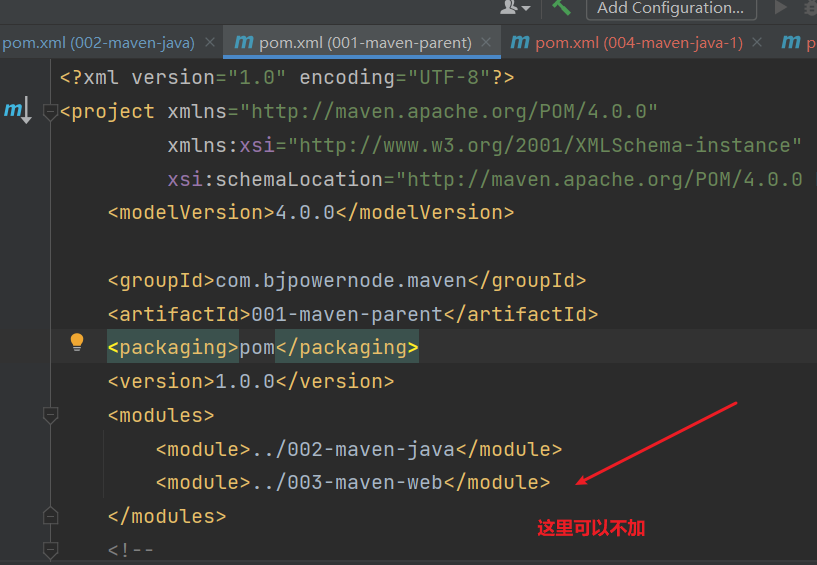 Add Configuration...
pom.xml (002-maven-java) × m pom.xml (001-maven-parent) × m pom.xml (004-maven-java-1) × m p
<?xml version="1.0" encoding="UTF-8"?>
m <project xmlns="http://maven.apache.org/POM/4.0.0"
xmlns:xsi="http://www.w3.org/2001/XMLSchema-instance"
xsi:schemaLocation="http://maven.apache.org/POM/4.0.0
<modelVersion>4.0.0</modelVersion>
<groupId>com.bjpowernode.maven</groupId>
<artifactId>001-maven-parent</artifactId>
<packaging>pom</packaging>
<version>1.0.0</version>
<modules>
<module>../002-maven-java</module>
<module>../003-maven-web</module>
</modules>
这里可以不加
<!--